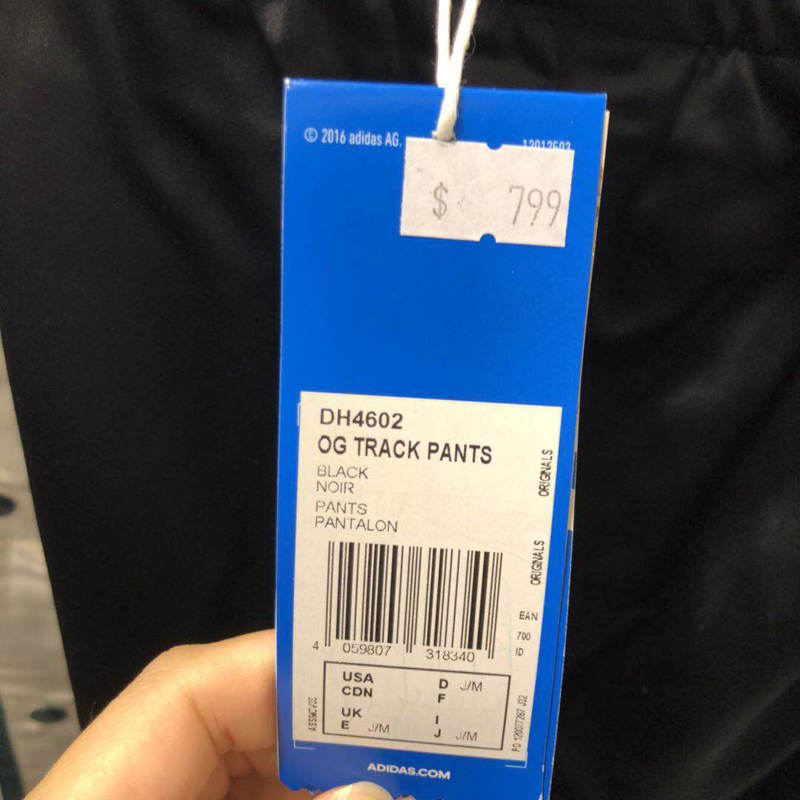 © 2016 adidas AG.
$ 799
DH4602
OG TRACK PANTS
BLACK
NOIR
PANTS
PANTALON
ORIGINALS
ORIGINALS
EAN
700
ID
4 059807 318340
USA
CDN
D J/M
F
UK
E J/M
I
J J/M
ADIDAS.COM